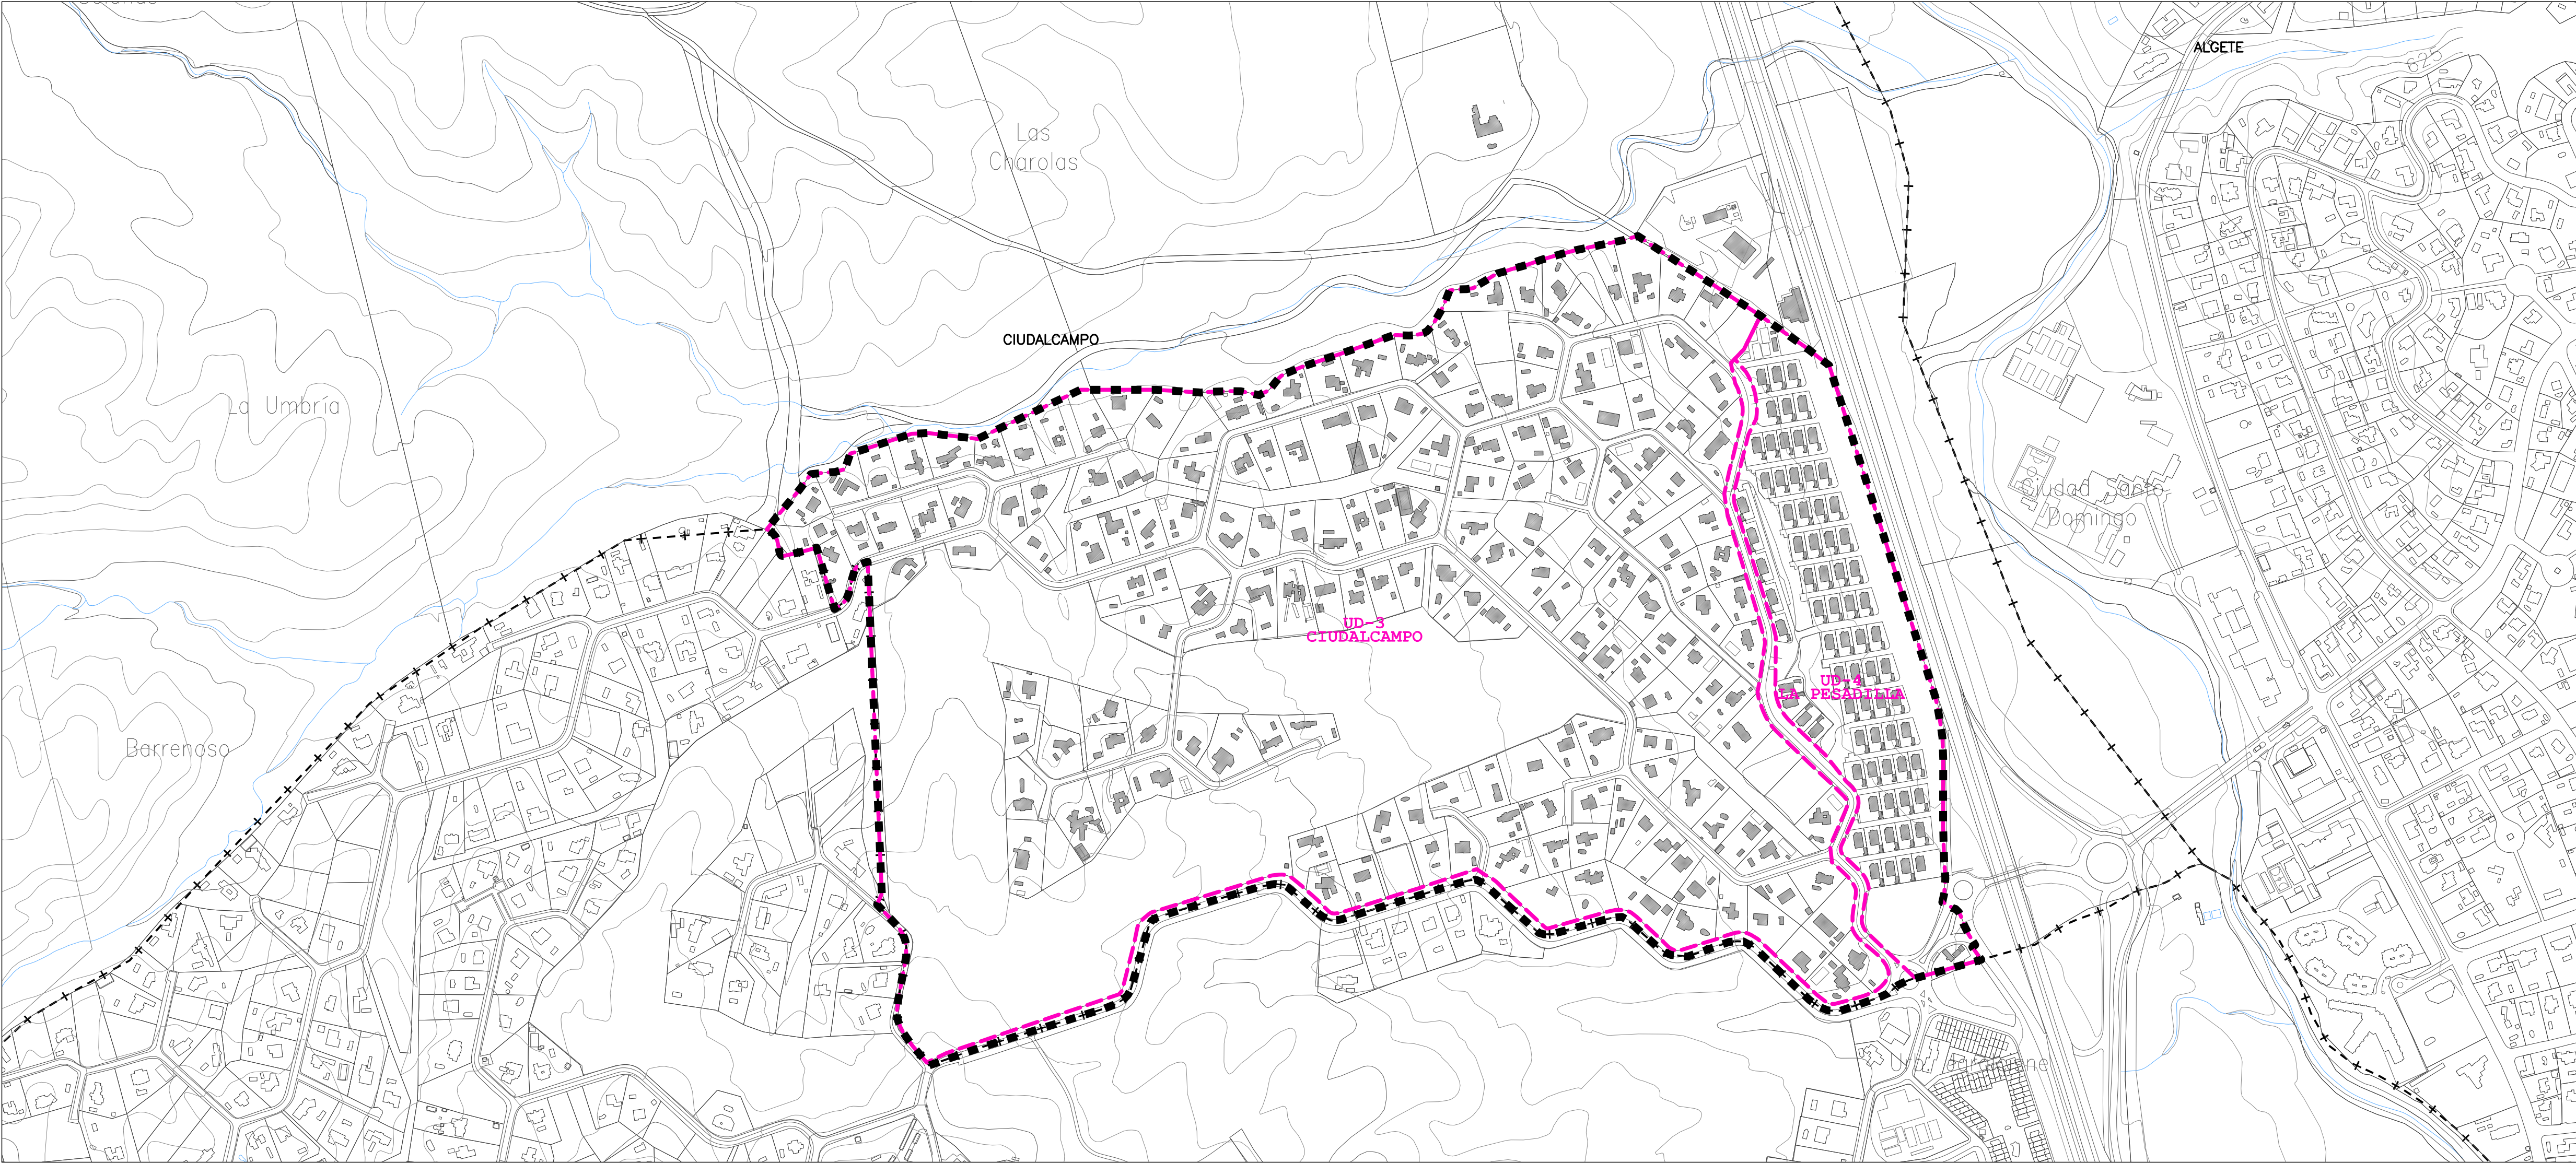 ALGETE
625
Las
Charolas
CIUDALCAMPO
La Umbría
Ciudad Santo
Domingo
UD-3
CIUDALCAMPO
UD-4
LA PESADILLA
Barrenoso